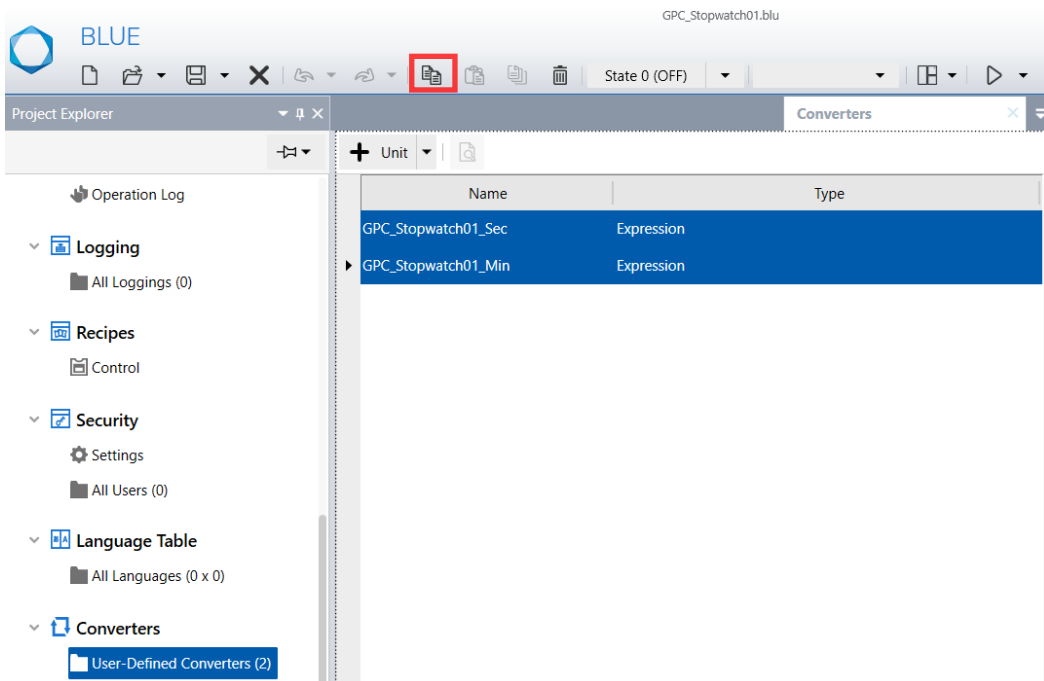 GPC_Stopwatch01.blu
BLUE
State 0 (OFF)
Project Explorer
Converters
Unit
Name Type
Operation Log
GPC_Stopwatch01_Sec Expression
Logging
GPC_Stopwatch01_Min Expression
All Loggings (0)
Recipes
Control
Security
Settings
All Users (0)
Language Table
All Languages (0 x 0)
Converters
User-Defined Converters (2)